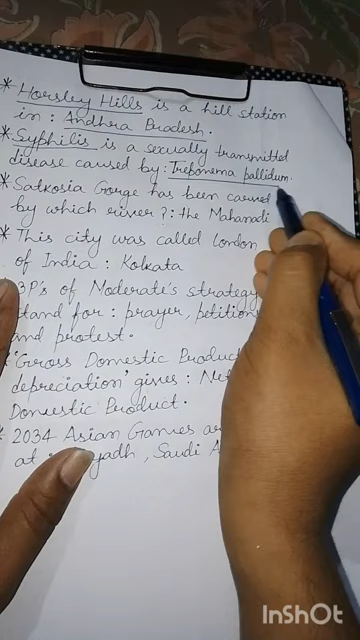 * Horsley Hills is a hill station
in : Andhra Pradesh.
* Syphilis is a sexually transmitted
disease caused by : Treponema pallidum.
* Satkosia Gorge has been carved
by which river ? : the Mahanadi
* This city was called London
of India : Kolkata
3P's of Moderate's strategy
stand for : prayer, petition
and protest.
* 'Gross Domestic Product
depreciation' gives : Net
Domestic Product.
* 2034 Asian Games
at Saudi
InShOt